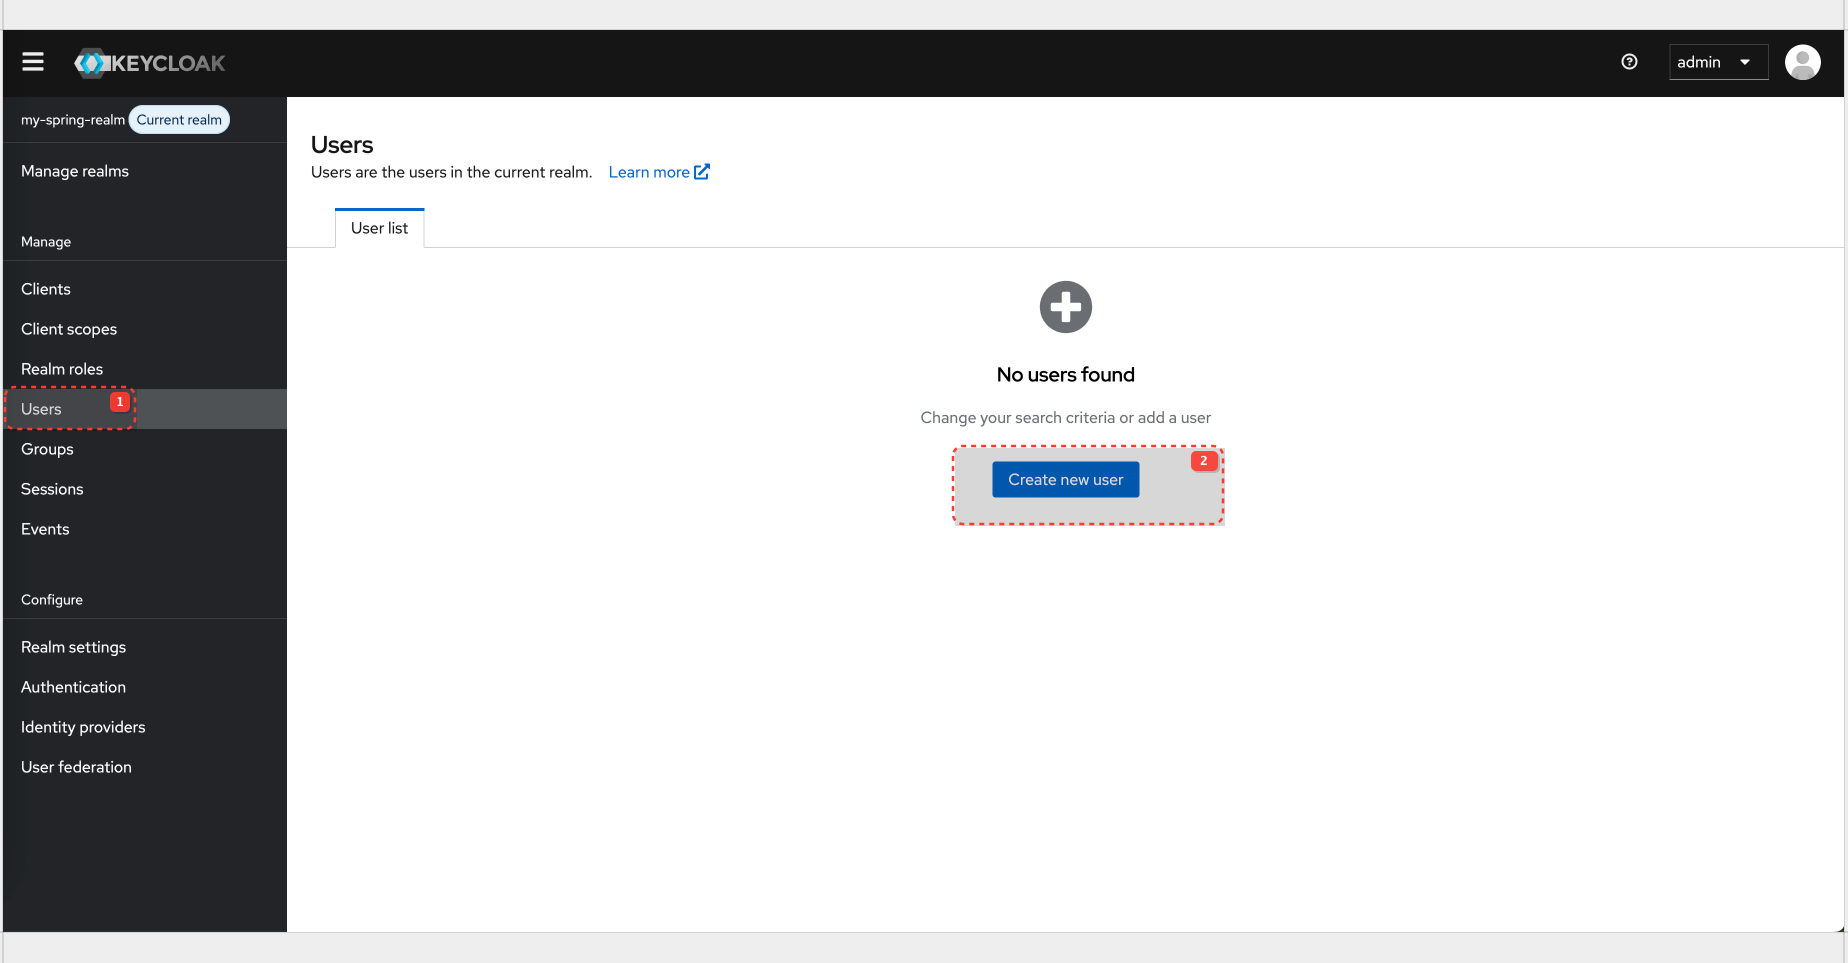 KEYCLOAK
admin
my-spring-realm Current realm
Manage realms
Manage
Clients
Client scopes
Realm roles
Users 1
Groups
Sessions
Events
Configure
Realm settings
Authentication
Identity providers
User federation
Users
Users are the users in the current realm. Learn more
User list
No users found
Change your search criteria or add a user
2
Create new user